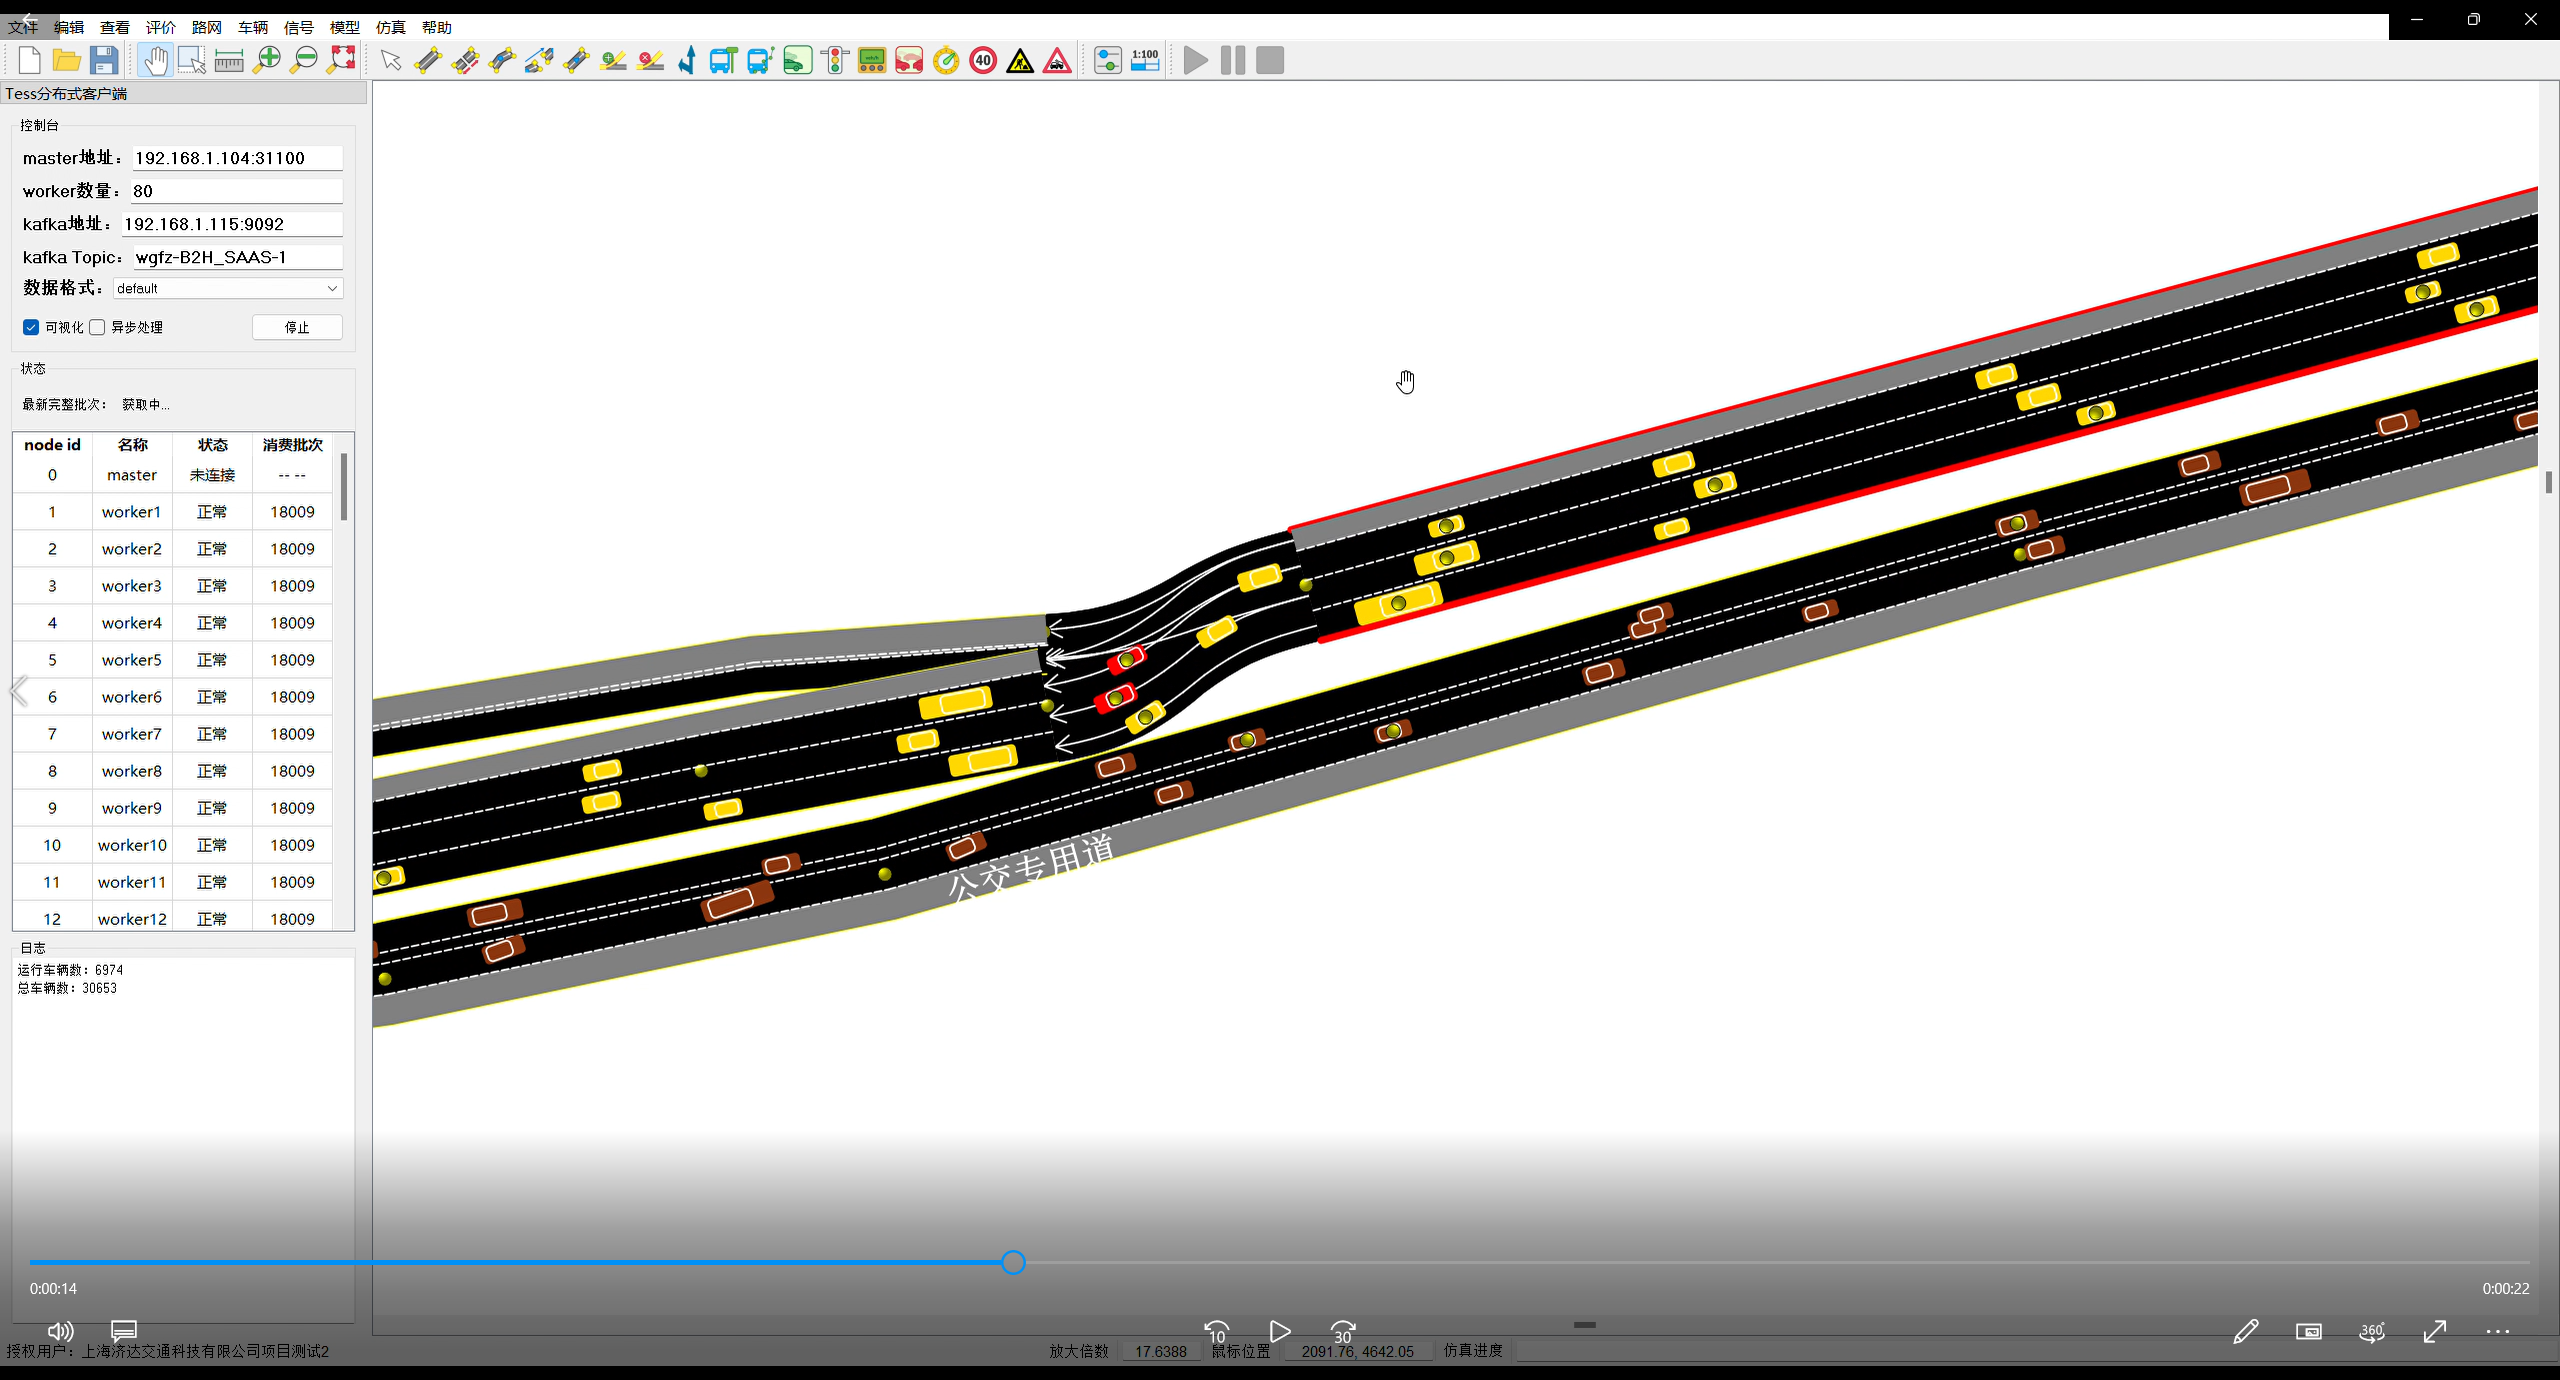 文件 编辑 查看 评价 路网 车辆 信号 模型 仿真 帮助
40
1:100
Tess分布式客户端
控制台
master地址： 192.168.1.104:31100
worker数量： 80
kafka地址： 192.168.1.115:9092
kafka Topic： wgfz-B2H_SAAS-1
数据格式： default
可视化 异步处理 停止
状态
最新完整批次： 获取中...
node id 名称 状态 消费批次
0 master 未连接 -- --
1 worker1 正常 18009
2 worker2 正常 18009
3 worker3 正常 18009
4 worker4 正常 18009
5 worker5 正常 18009
6 worker6 正常 18009
7 worker7 正常 18009
8 worker8 正常 18009
9 worker9 正常 18009
10 worker10 正常 18009
11 worker11 正常 18009
12 worker12 正常 18009
日志
运行车辆数：6974
总车辆数：30653
公交专用道
0:00:14
0:00:22
10
30
360°
授权用户：上海济达交通科技有限公司项目测试2
放大倍数 17.6388 鼠标位置 2091.76, 4642.05 仿真进度